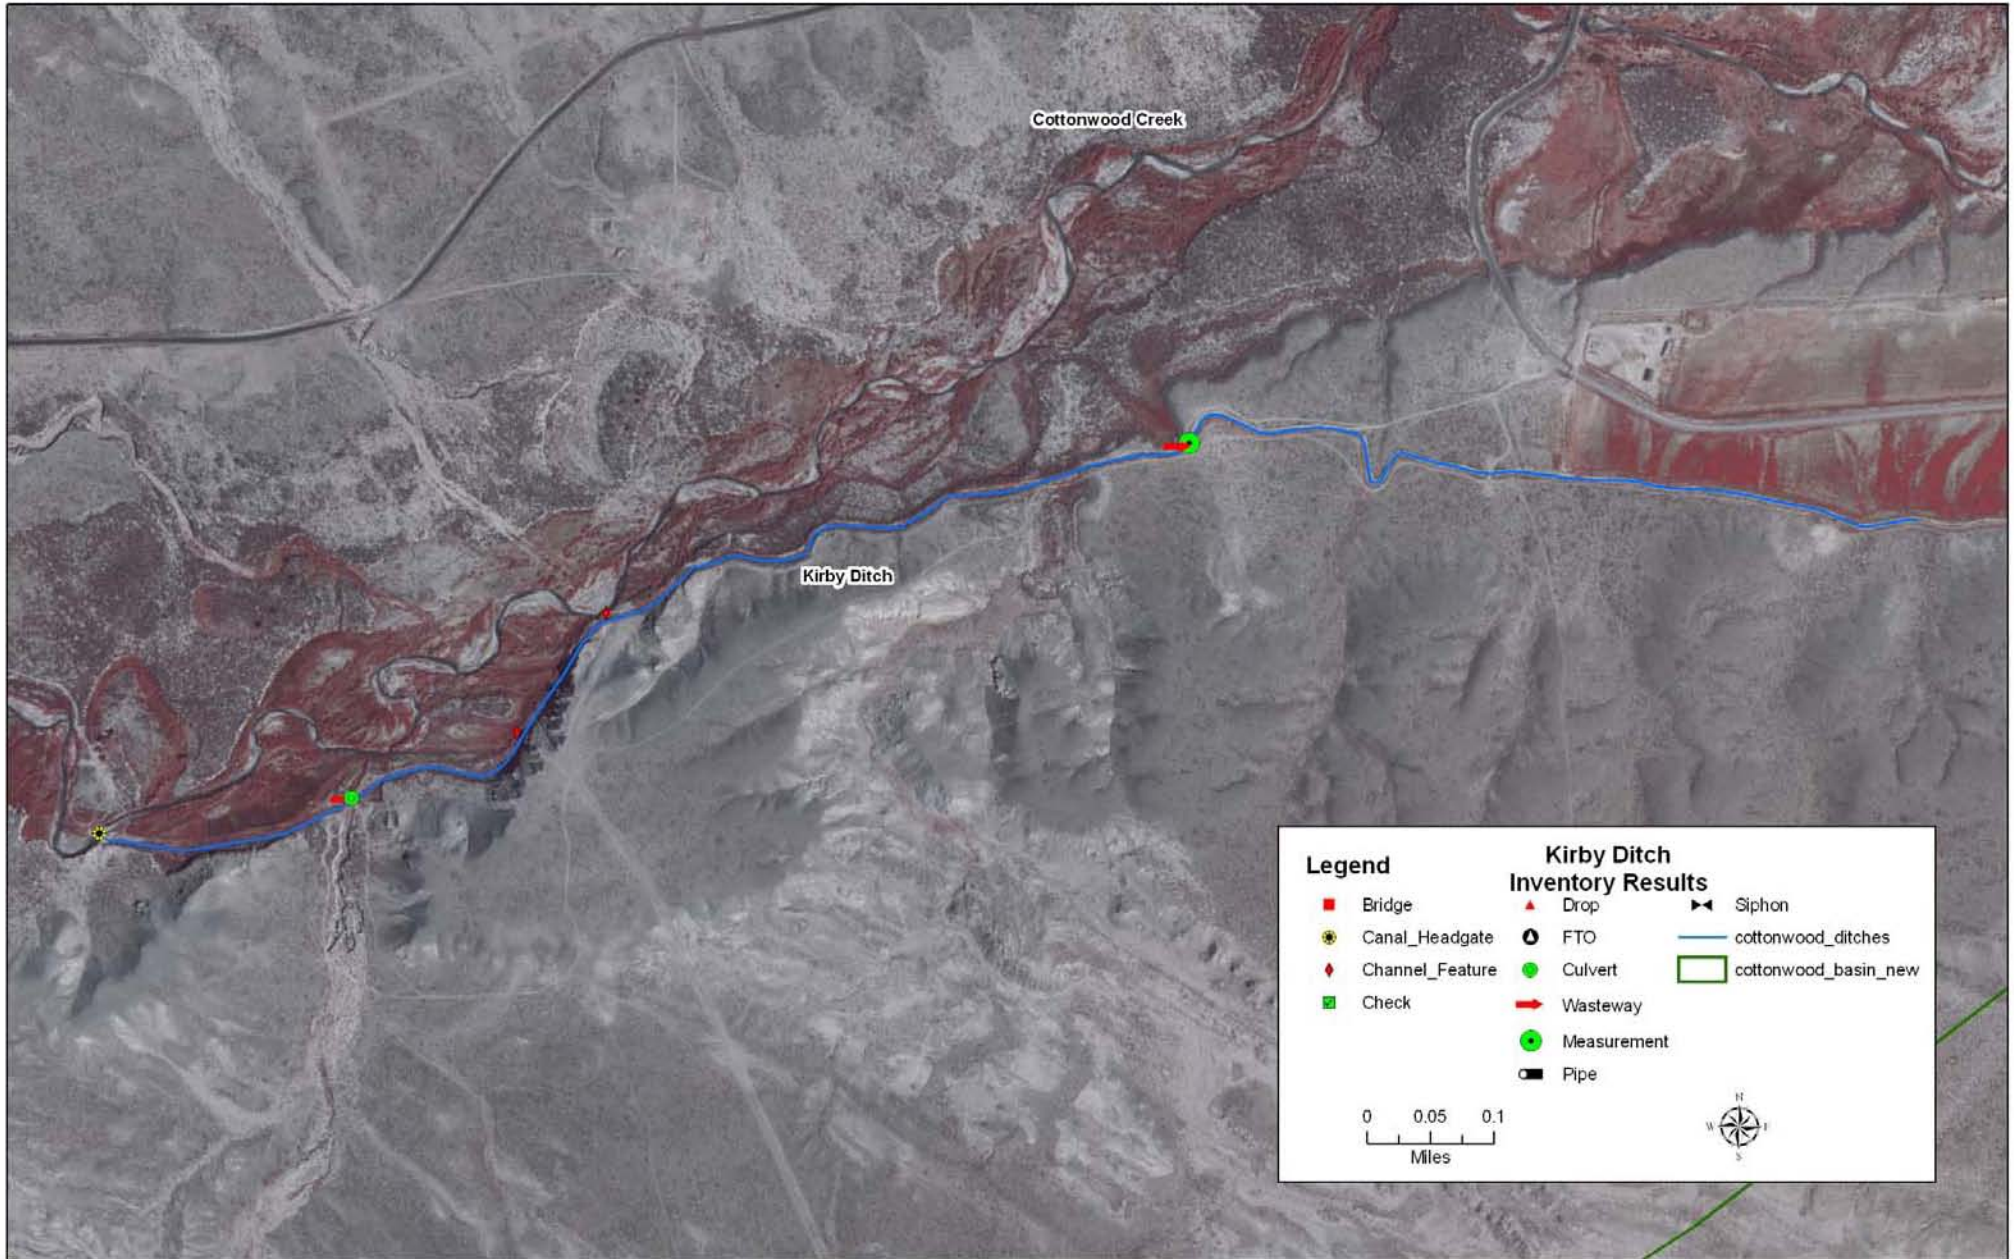 Cottonwood Creek
Kirby Ditch
Legend
Kirby Ditch
Inventory Results
Bridge
Canal_Headgate
Channel_Feature
Check
Drop
FTO
Culvert
Wasteway
Measurement
Pipe
Siphon
cottonwood_ditches
cottonwood_basin_new
0 0.05 0.1
Miles
N
W E
S